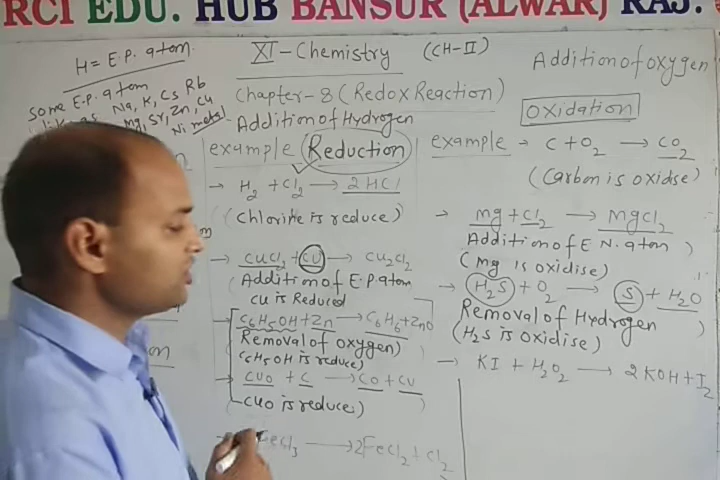 RCI EDU. HUB BANSUR (ALWAR) RAJ.
H = E.P. atom.
Some E.P. atom
Na, K, Cs Rb
Mg, Sr, Zn, Cu
Ni metal
XI-Chemistry (CH-II)
Chapter-8 (Redox Reaction)
Addition of Hydrogen
example Reduction
→ H₂ + Cl₂ → 2HCl
(Chlorine is reduce)
→ CuCl₂ + Cu → Cu₂Cl₂
(Addition of E.P. atom
Cu is Reduced
→ C₆H₅OH + Zn → C₆H₆ + ZnO
(Removal of oxygen)
C₆H₅OH is reduce)
→ CuO + C → CO + Cu
(CuO is reduces)
FeCl₃ → 2FeCl₂ + Cl₂
Addition of oxygen
Oxidation
example → C + O₂ → CO₂
(Carbon is oxidse)
→ Mg + Cl₂ → MgCl₂
Addition of E N. atom)
(Mg is oxidise)
→ H₂S + O₂ → S + H₂O
Removal of Hydrogen
(H₂S is oxidise)
→ KI + H₂O₂ → 2KOH + I₂